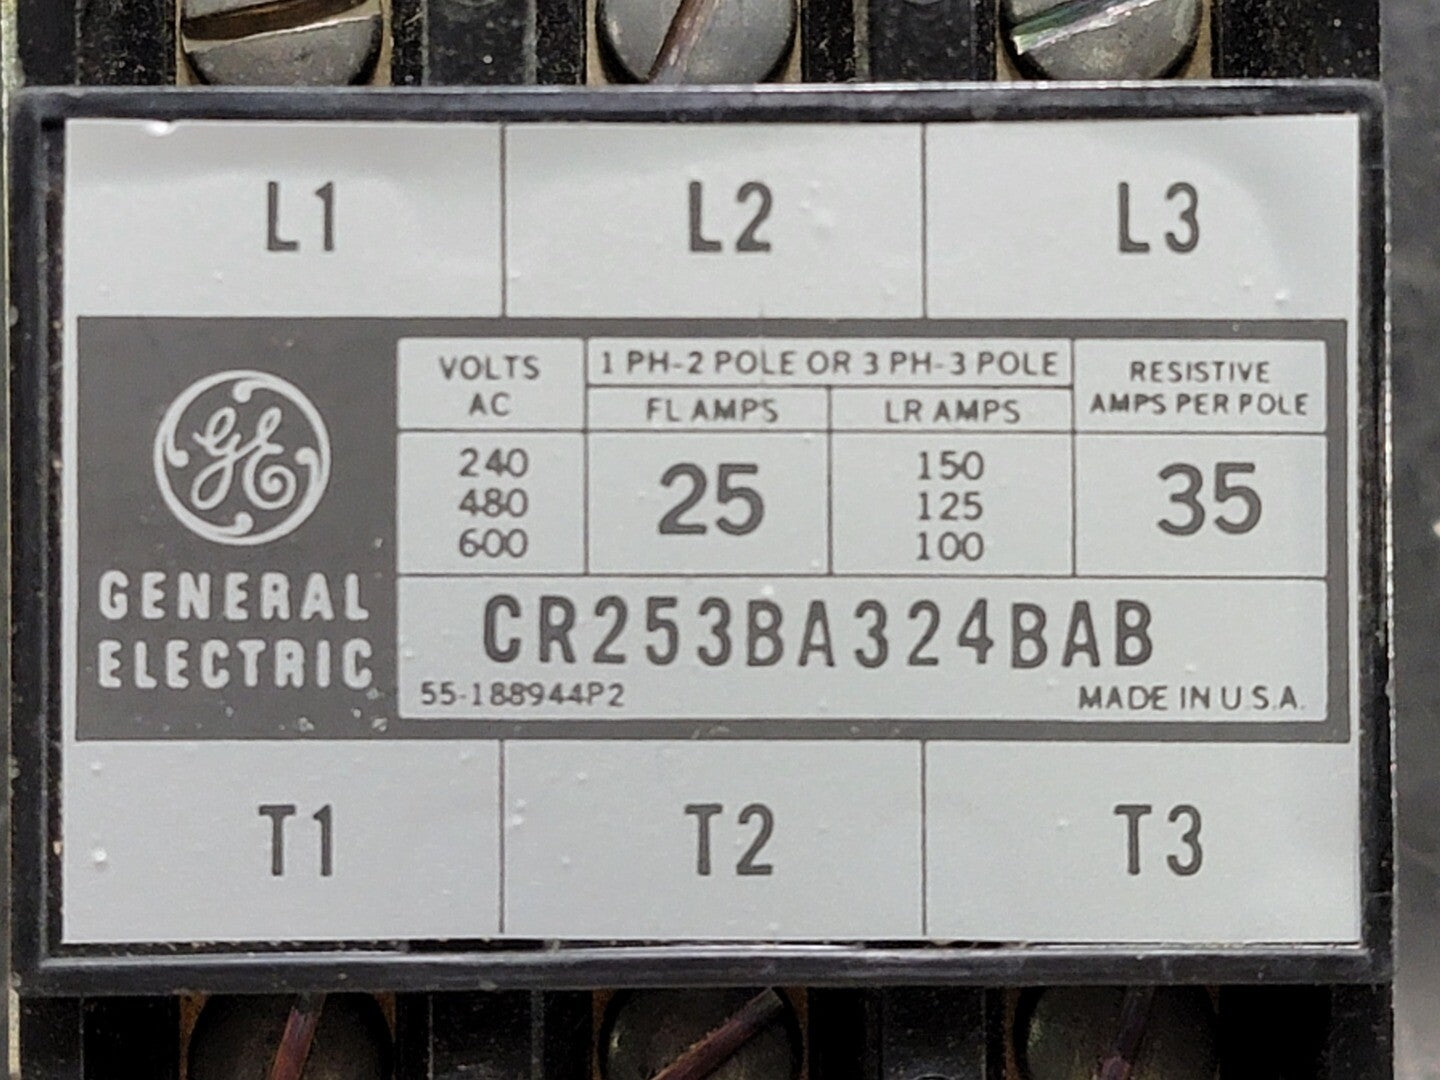 L1 L2 L3
GE
GENERAL
ELECTRIC
VOLTS
AC
1 PH-2 POLE OR 3 PH-3 POLE
FL AMPS
LR AMPS
RESISTIVE
AMPS PER POLE
240
480
600
25
150
125
100
35
CR253BA324BAB
55-188944P2
MADE IN U.S.A.
T1 T2 T3